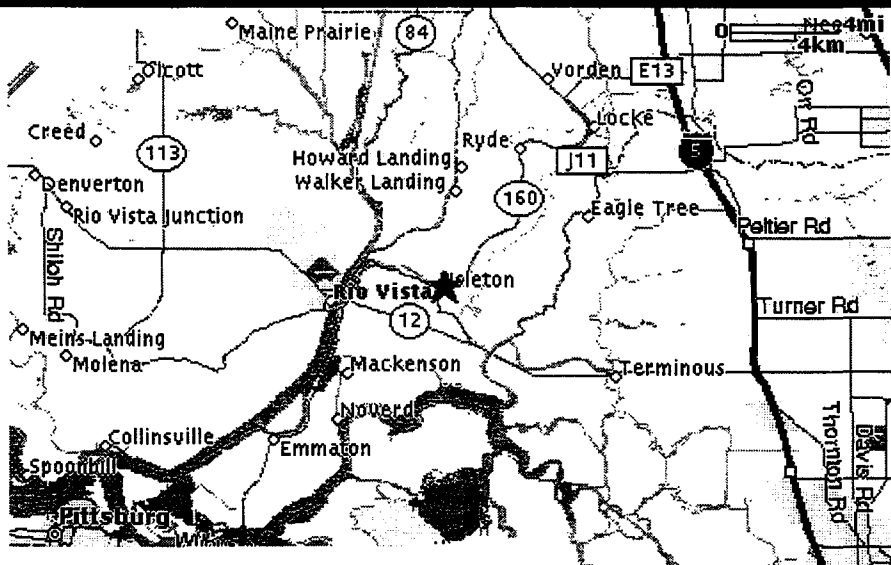 Maine Prairie
84
0
4mi
4km
Olcott
Vorden
E13
Creed
113
Locke
Orr Rd
Ryde
5
Howard Landing
J11
Walker Landing
Denverton
160
Rio Vista Junction
Eagle Tree
Peltier Rd
Shiloh Rd
Isleton
Rio Vista
Turner Rd
12
Meins Landing
Molena
Mackenson
Terminous
Noverd
Collinsville
Emmaton
Thornton Rd
Davis Rd
Spoonbill
Pittsburg